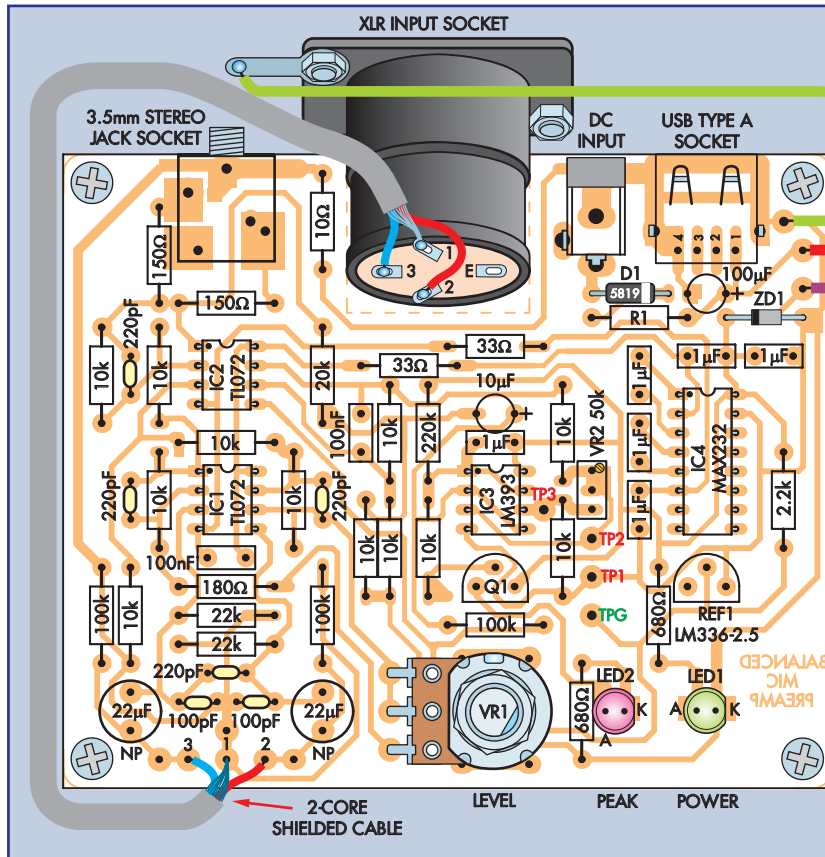 XLR INPUT SOCKET
3.5mm STEREO
JACK SOCKET
DC
INPUT
USB TYPE A
SOCKET
1
3
2
E
4
3
2
1
10Ω
150Ω
150Ω
D1
5819
100µF
+
ZD1
R1
220pF
10k
10k
IC2
TL072
20k
33Ω
33Ω
1µF
1µF
1µF
10µF
+
100nF
10k
220k
1µF
10k
VR2 50k
1µF
IC4
MAX232
10k
220pF
10k
IC1
TL072
10k
220pF
IC3
LM393
TP3
1µF
2.2k
10k
10k
10k
10k
TP2
100nF
180Ω
Q1
TP1
100k
10k
22k
22k
100k
TPG
680Ω
REF1
LM336-2.5
100k
220pF
BALANCED
MIC
PREAMP
22µF
NP
100pF
100pF
22µF
NP
VR1
680Ω
LED2
K
A
LED1
A
K
3
1
2
LEVEL
PEAK
POWER
2-CORE
SHIELDED CABLE